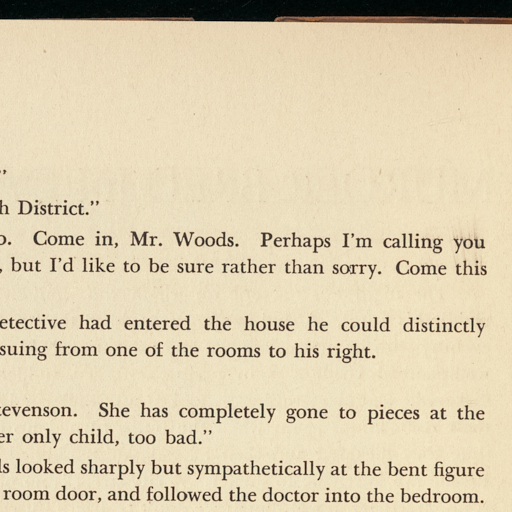 ”
h District.”
o. Come in, Mr. Woods. Perhaps I’m calling you
, but I’d like to be sure rather than sorry. Come this
etective had entered the house he could distinctly
suing from one of the rooms to his right.
tevenson. She has completely gone to pieces at the
er only child, too bad.”
ls looked sharply but sympathetically at the bent figure
room door, and followed the doctor into the bedroom.